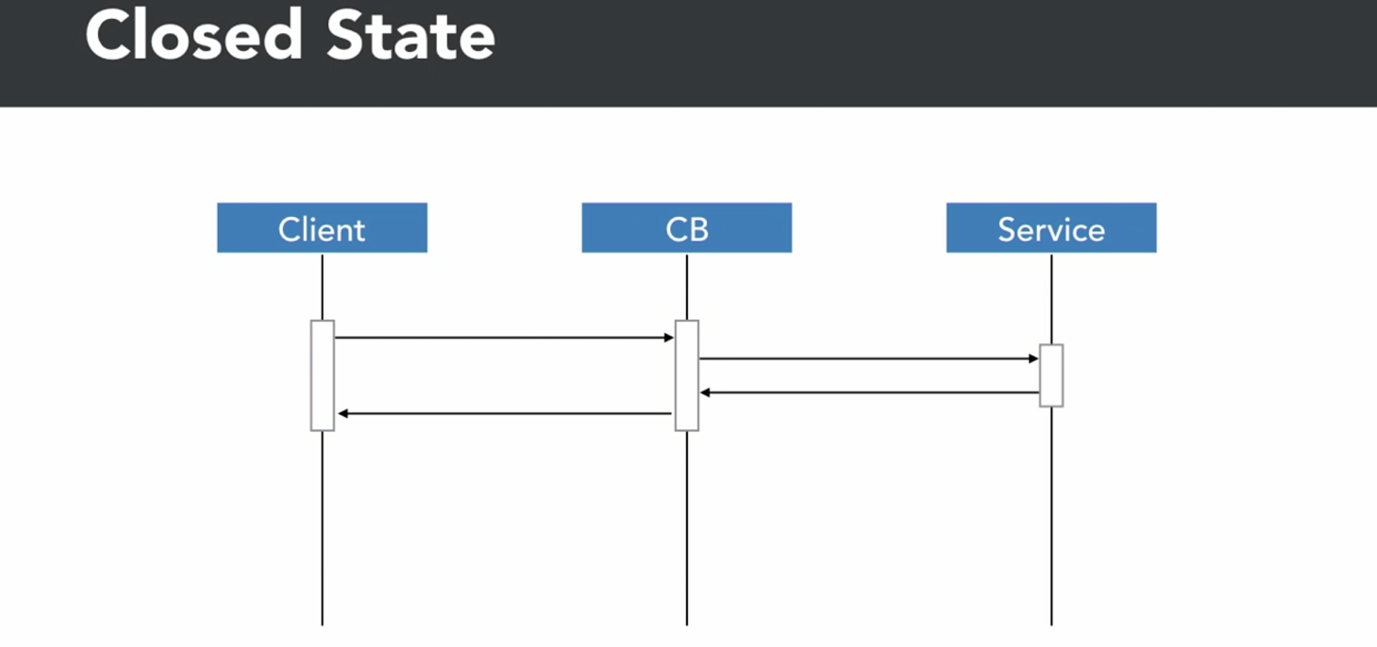 Closed State
Client
CB
Service